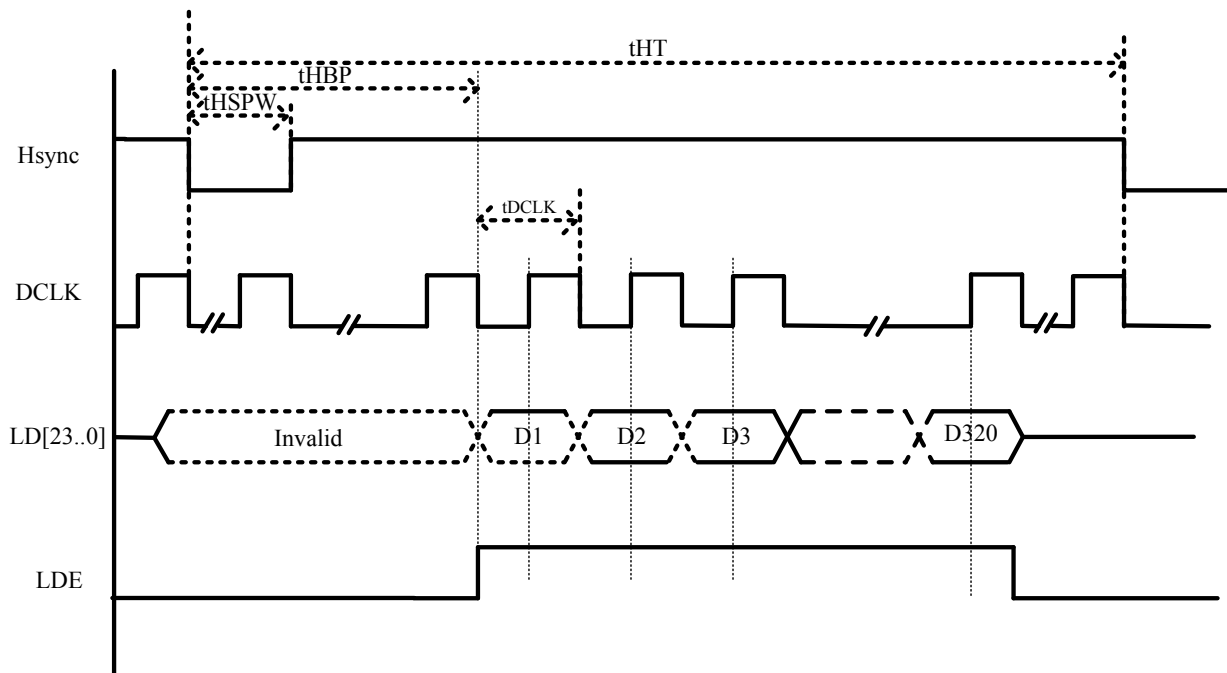 tHT
tHBP
tHSPW
Hsync
tDCLK
DCLK
LD[23..0]
Invalid
D1
D2
D3
D320
LDE